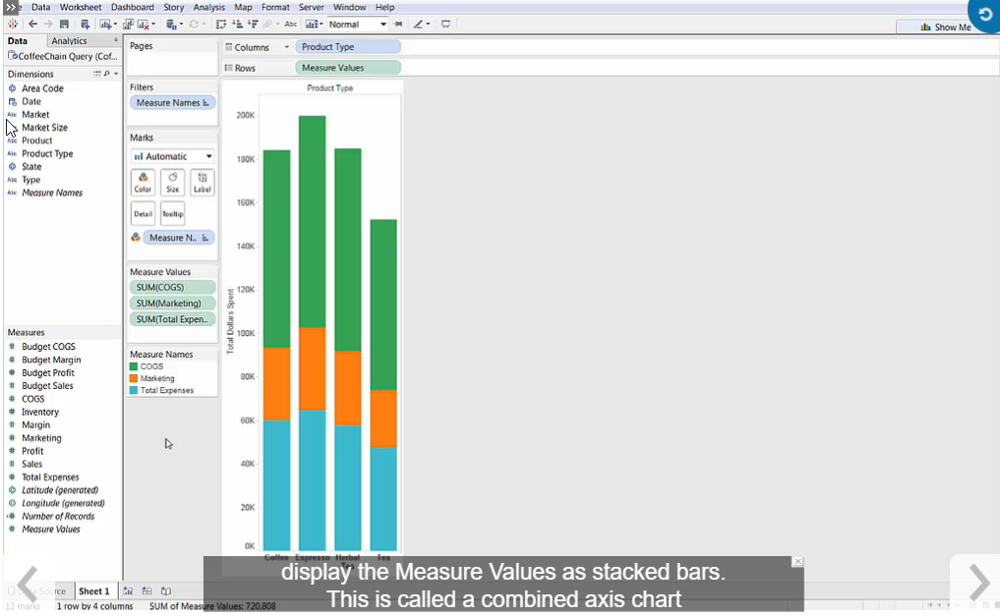 Data Worksheet Dashboard Story Analysis Map Format Server Window Help
Abc Normal Show Me
Data Analytics
CoffeeChain Query (Cof...
Dimensions
Area Code
Date
Abc Market
Market Size
Abc Product
Abc Product Type
State
Abc Type
Abc Measure Names
Measures
Budget COGS
Budget Margin
Budget Profit
Budget Sales
COGS
Inventory
Margin
Marketing
Profit
Sales
Total Expenses
Latitude (generated)
Longitude (generated)
Number of Records
Measure Values
Pages
Filters
Measure Names
Marks
Automatic
Color Size Label
Detail Tooltip
Measure N..
Measure Values
SUM(COGS)
SUM(Marketing)
SUM(Total Expen..
Measure Names
COGS
Marketing
Total Expenses
Columns Product Type
Rows Measure Values
Product Type
200K
180K
160K
140K
120K
100K
80K
60K
40K
20K
0K
Total Dollars Spent
Coffee Espresso Herbal Tea Tea
display the Measure Values as stacked bars.
This is called a combined axis chart
Source Sheet 1
12 marks 1 row by 4 columns SUM of Measure Values: 720,808